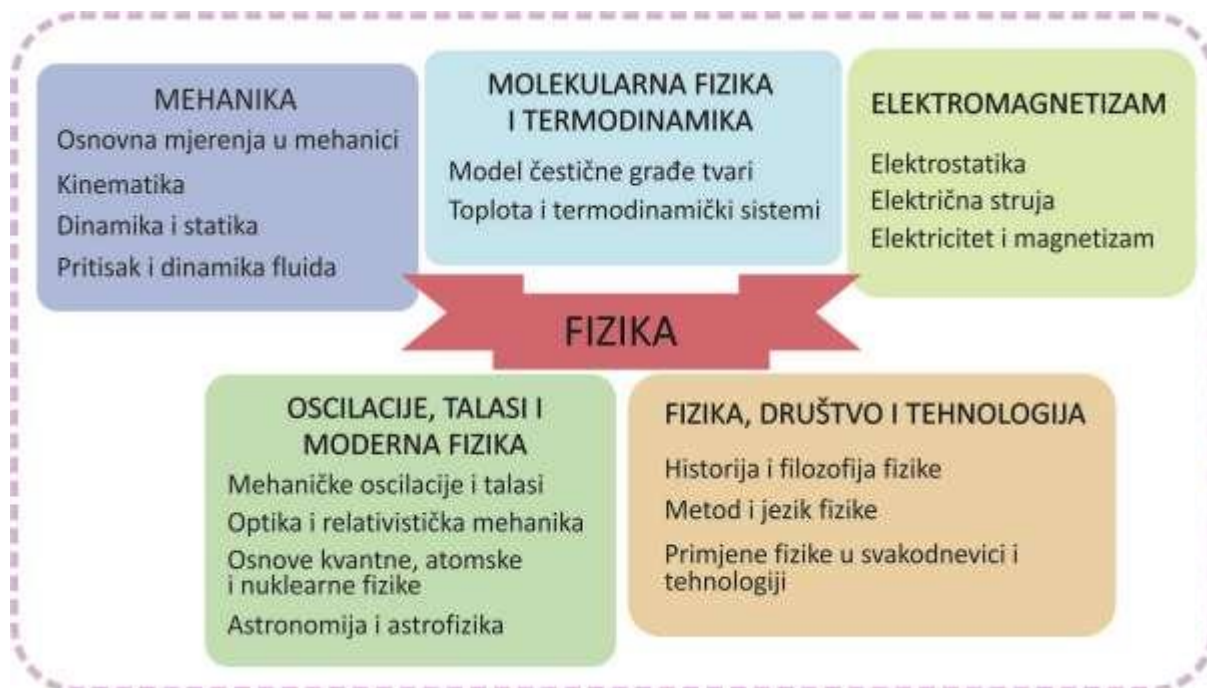 MEHANIKA
Osnovna mjerenja u mehanici
Kinematika
Dinamika i statika
Pritisak i dinamika fluida
MOLEKULARNA FIZIKA
I TERMODINAMIKA
Model čestične građe tvari
Toplota i termodinamički sistemi
ELEKTROMAGNETIZAM
Elektrostatika
Električna struja
Elektricitet i magnetizam
FIZIKA
OSCILACIJE, TALASI I
MODERNA FIZIKA
Mehaničke oscilacije i talasi
Optika i relativistička mehanika
Osnove kvantne, atomske
i nuklearne fizike
Astronomija i astrofizika
FIZIKA, DRUŠTVO I TEHNOLOGIJA
Historija i filozofija fizike
Metod i jezik fizike
Primjene fizike u svakodnevici i
tehnologiji